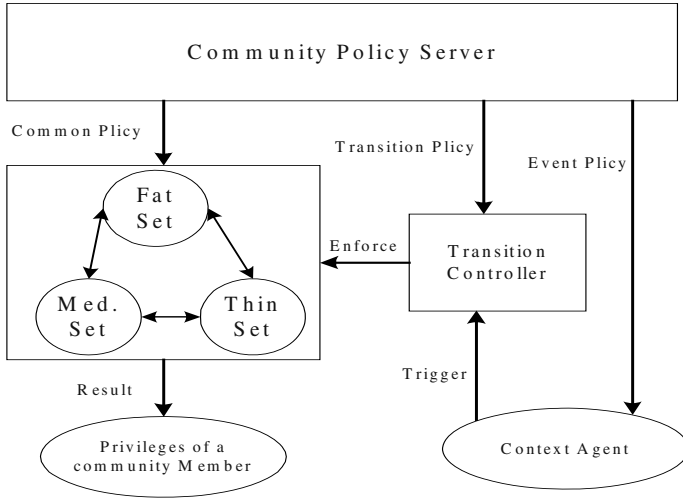 Community Policy Server
Common Plicy
Transition Plicy
Event Plicy
Fat
Set
Enforce
Transition
Controller
Med.
Set
Thin
Set
Result
Trigger
Privileges of a
community Member
Context Agent